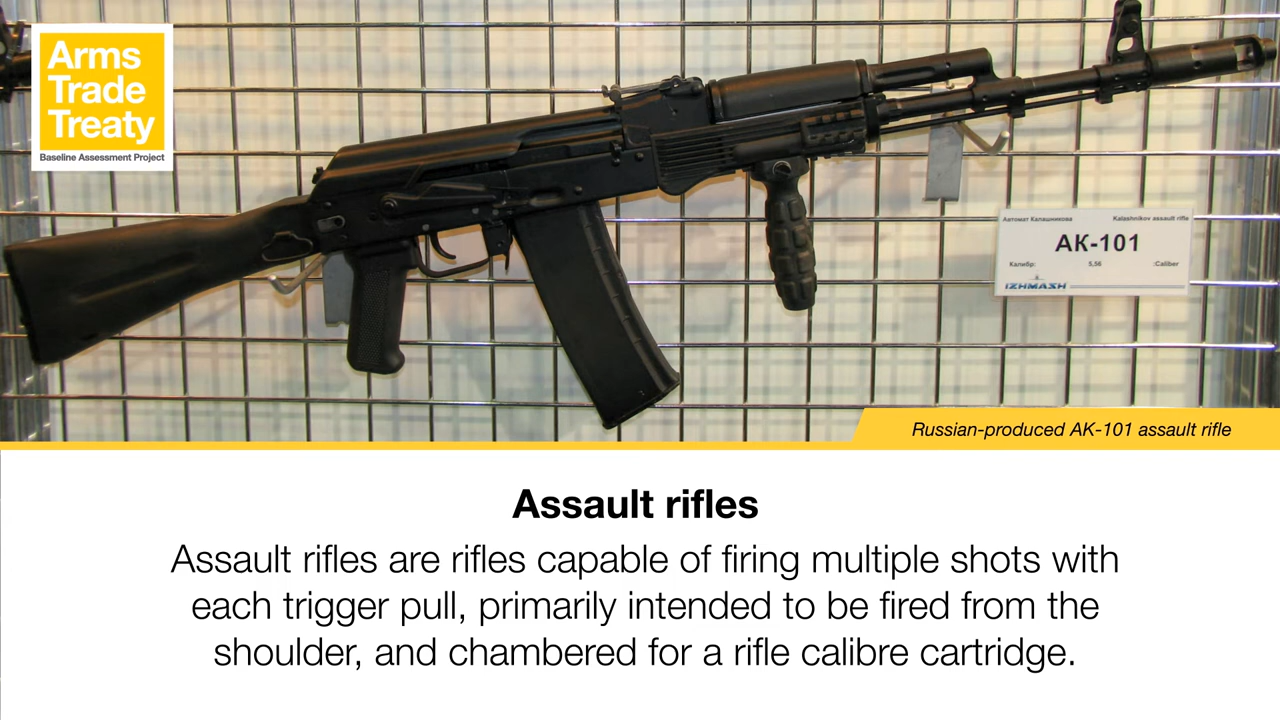 Arms
Trade
Treaty
Baseline Assessment Project
Автомат Калашникова Kalashnikov assault rifle
АК-101
Калибр: 5,56 :Caliber
IZHMASH
Russian-produced AK-101 assault rifle
Assault rifles
Assault rifles are rifles capable of firing multiple shots with
each trigger pull, primarily intended to be fired from the
shoulder, and chambered for a rifle calibre cartridge.